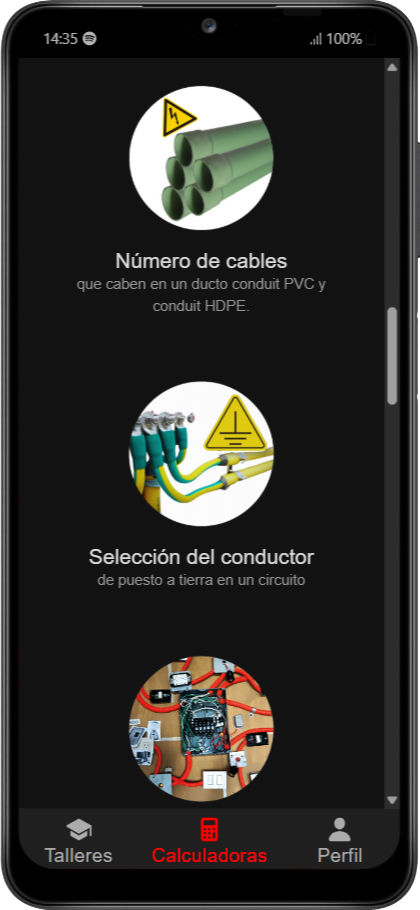 14:35 100%
Número de cables
que caben en un ducto conduit PVC y
conduit HDPE.
Selección del conductor
de puesto a tierra en un circuito
Talleres Calculadoras Perfil